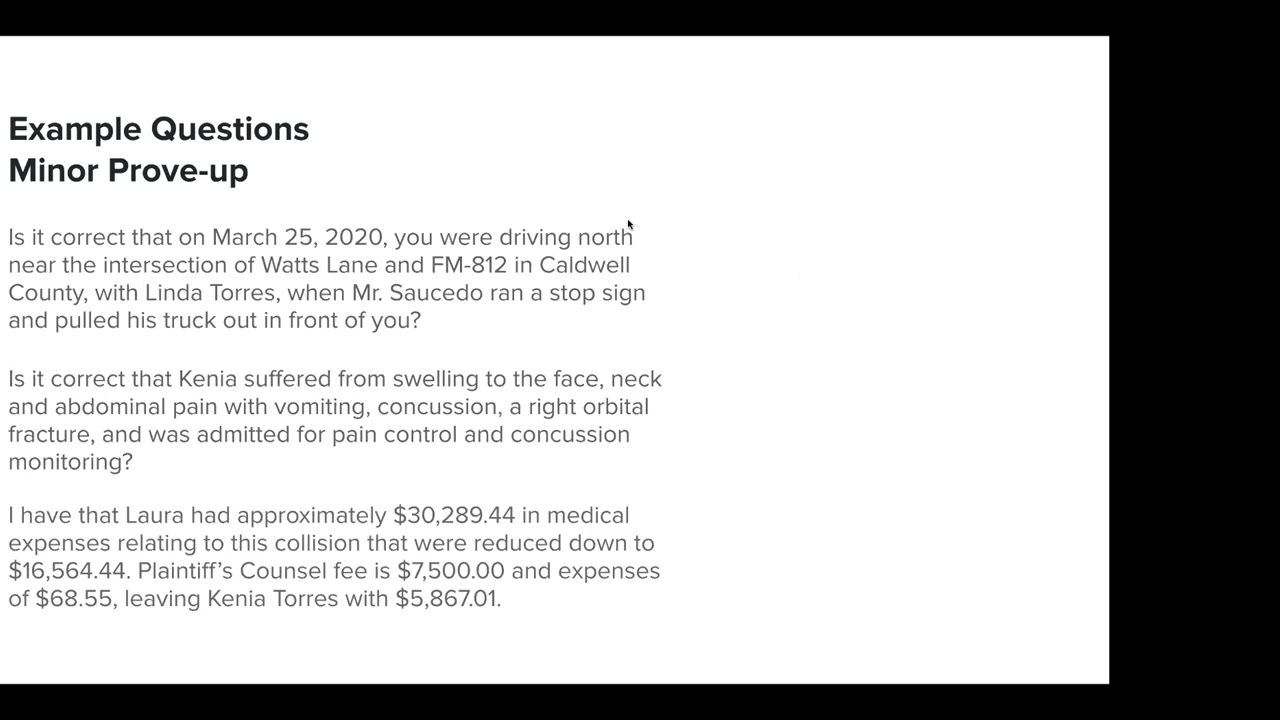 Example Questions
Minor Prove-up
Is it correct that on March 25, 2020, you were driving north
near the intersection of Watts Lane and FM-812 in Caldwell
County, with Linda Torres, when Mr. Saucedo ran a stop sign
and pulled his truck out in front of you?
Is it correct that Kenia suffered from swelling to the face, neck
and abdominal pain with vomiting, concussion, a right orbital
fracture, and was admitted for pain control and concussion
monitoring?
I have that Laura had approximately $30,289.44 in medical
expenses relating to this collision that were reduced down to
$16,564.44. Plaintiff’s Counsel fee is $7,500.00 and expenses
of $68.55, leaving Kenia Torres with $5,867.01.